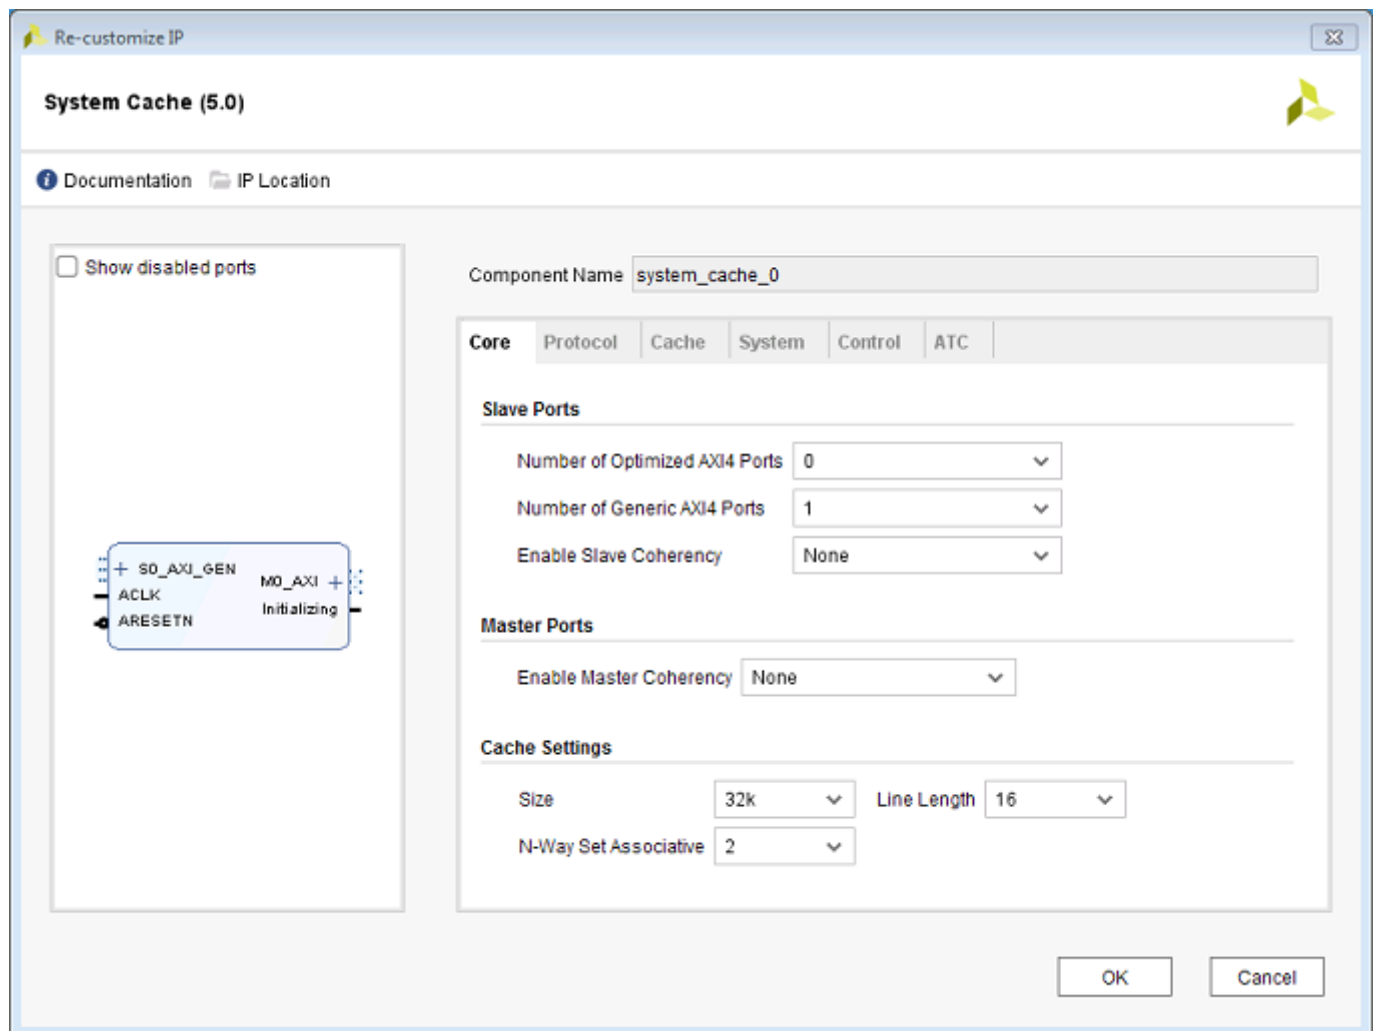 Re-customize IP
System Cache (5.0)
Documentation IP Location
Show disabled ports
S0_AXI_GEN
ACLK
ARESETN
M0_AXI
Initializing
Component Name system_cache_0
Core Protocol Cache System Control ATC
Slave Ports
Number of Optimized AXI4 Ports 0
Number of Generic AXI4 Ports 1
Enable Slave Coherency None
Master Ports
Enable Master Coherency None
Cache Settings
Size 32k Line Length 16
N-Way Set Associative 2
OK Cancel